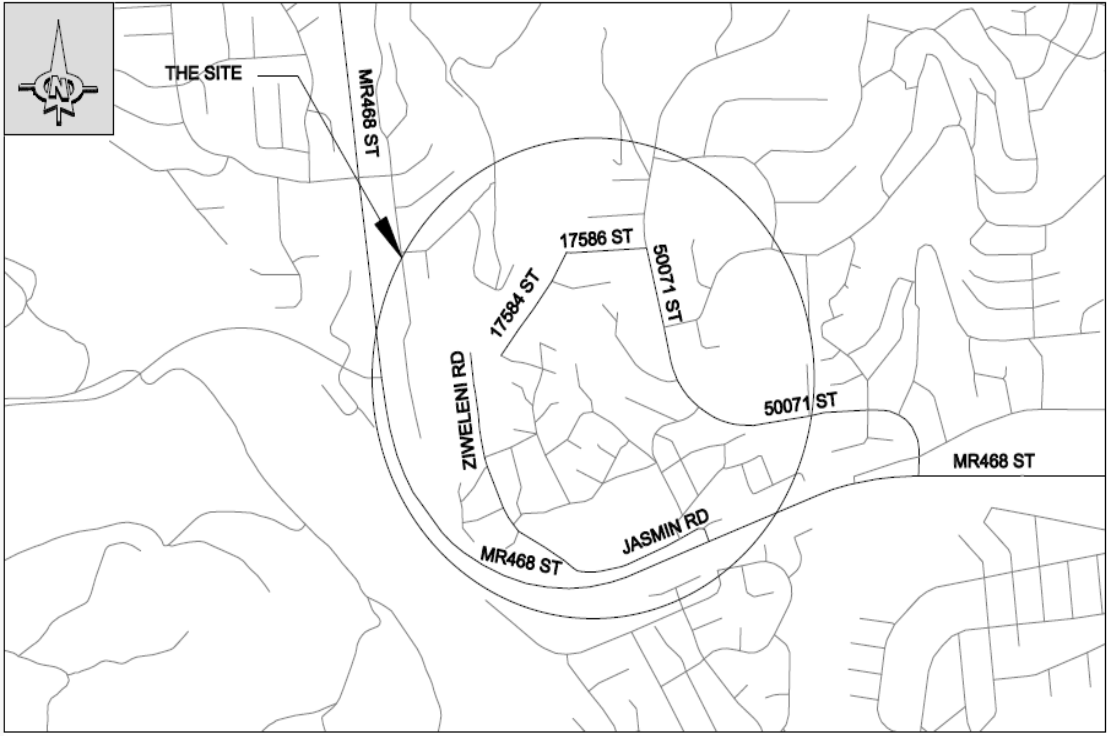 N
THE SITE
MR468 ST
17586 ST
50071 ST
17584 ST
ZIWELENI RD
50071 ST
MR468 ST
JASMIN RD
MR468 ST